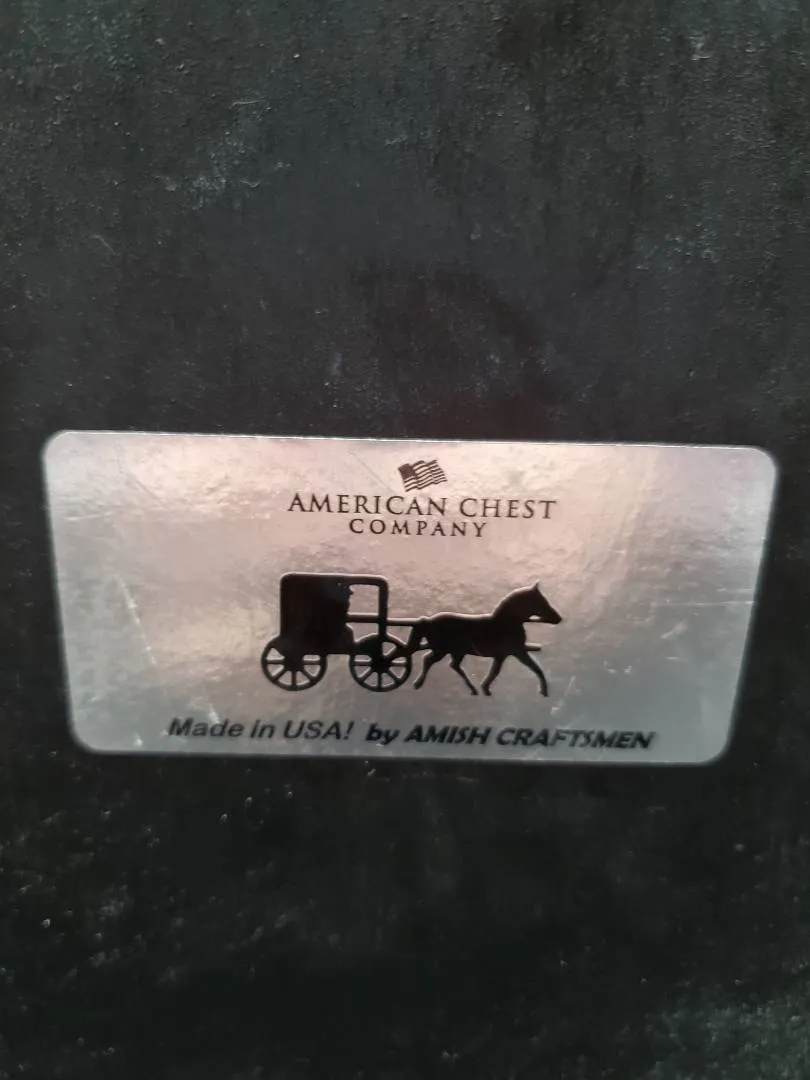 AMERICAN CHEST
COMPANY
Made in USA! by AMISH CRAFTSMEN